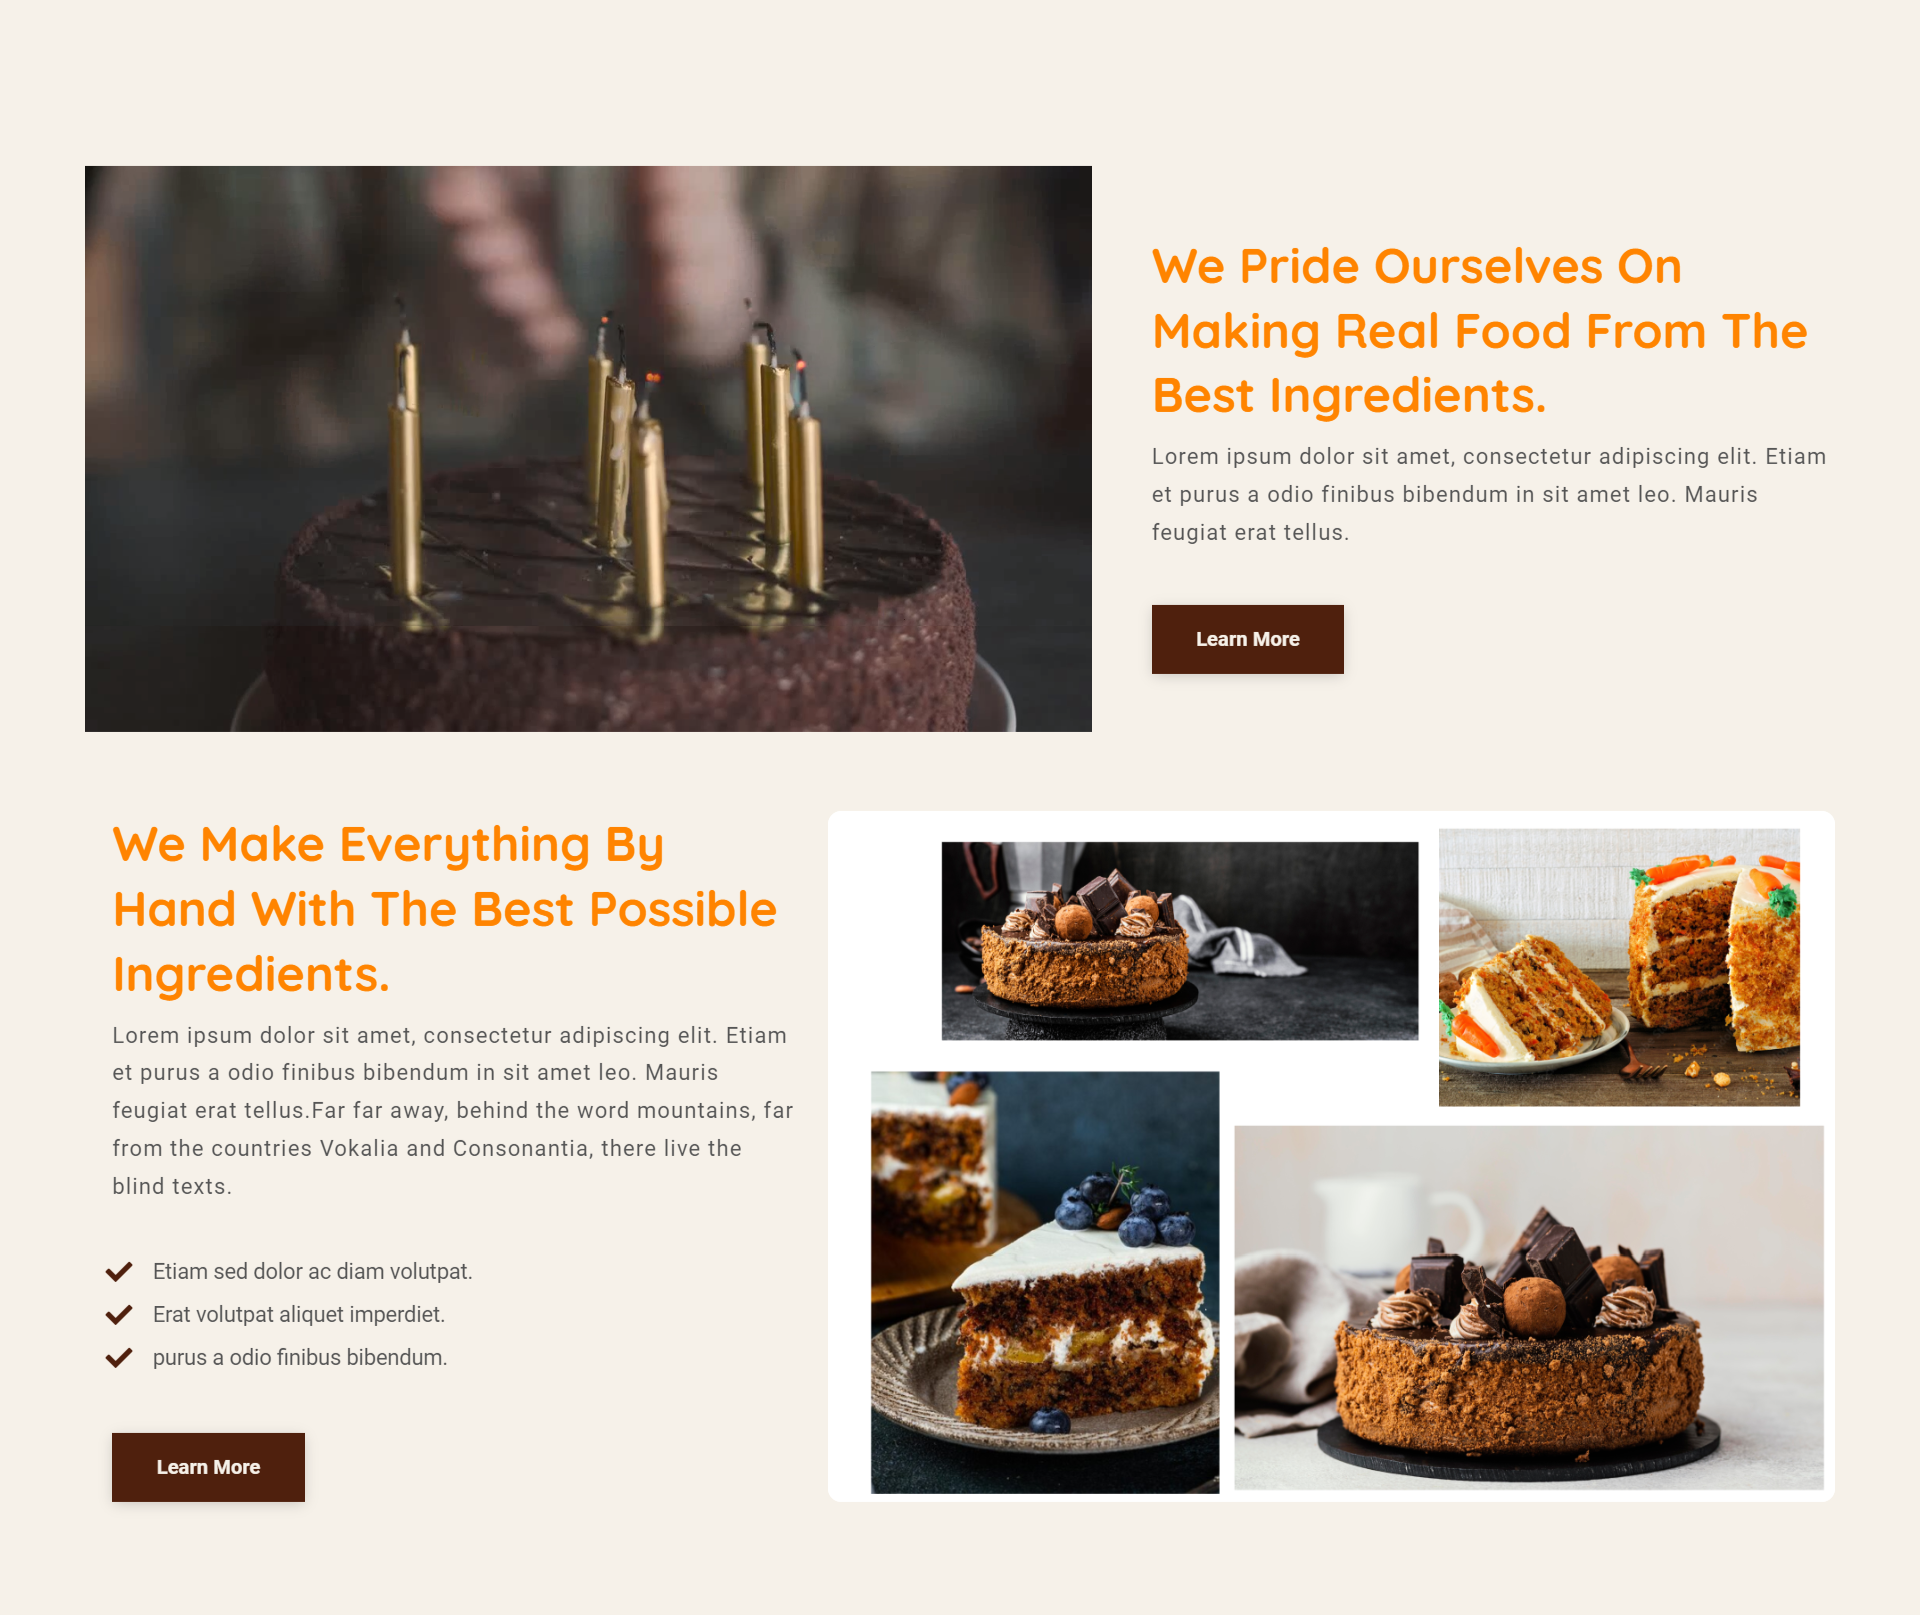 We Pride Ourselves On
Making Real Food From The
Best Ingredients.
Lorem ipsum dolor sit amet, consectetur adipiscing elit. Etiam
et purus a odio finibus bibendum in sit amet leo. Mauris
feugiat erat tellus.
Learn More
We Make Everything By
Hand With The Best Possible
Ingredients.
Lorem ipsum dolor sit amet, consectetur adipiscing elit. Etiam
et purus a odio finibus bibendum in sit amet leo. Mauris
feugiat erat tellus.Far far away, behind the word mountains, far
from the countries Vokalia and Consonantia, there live the
blind texts.
Etiam sed dolor ac diam volutpat.
Erat volutpat aliquet imperdiet.
purus a odio finibus bibendum.
Learn More